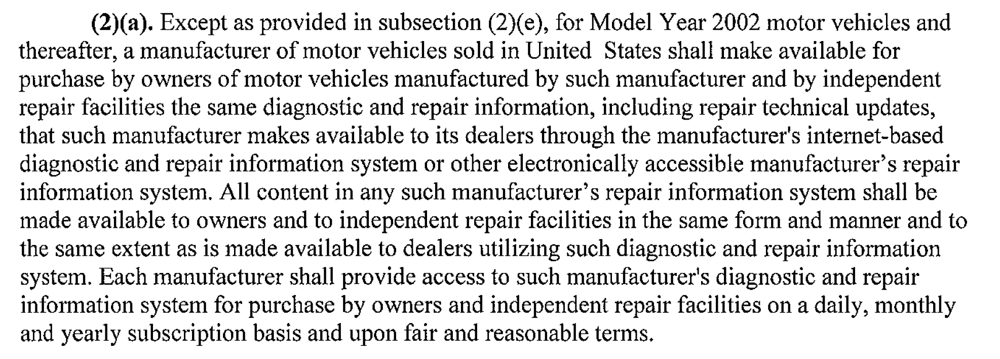 (2)(a). Except as provided in subsection (2)(e), for Model Year 2002 motor vehicles and
thereafter, a manufacturer of motor vehicles sold in United States shall make available for
purchase by owners of motor vehicles manufactured by such manufacturer and by independent
repair facilities the same diagnostic and repair information, including repair technical updates,
that such manufacturer makes available to its dealers through the manufacturer's internet-based
diagnostic and repair information system or other electronically accessible manufacturer’s repair
information system. All content in any such manufacturer’s repair information system shall be
made available to owners and to independent repair facilities in the same form and manner and to
the same extent as is made available to dealers utilizing such diagnostic and repair information
system. Each manufacturer shall provide access to such manufacturer's diagnostic and repair
information system for purchase by owners and independent repair facilities on a daily, monthly
and yearly subscription basis and upon fair and reasonable terms.